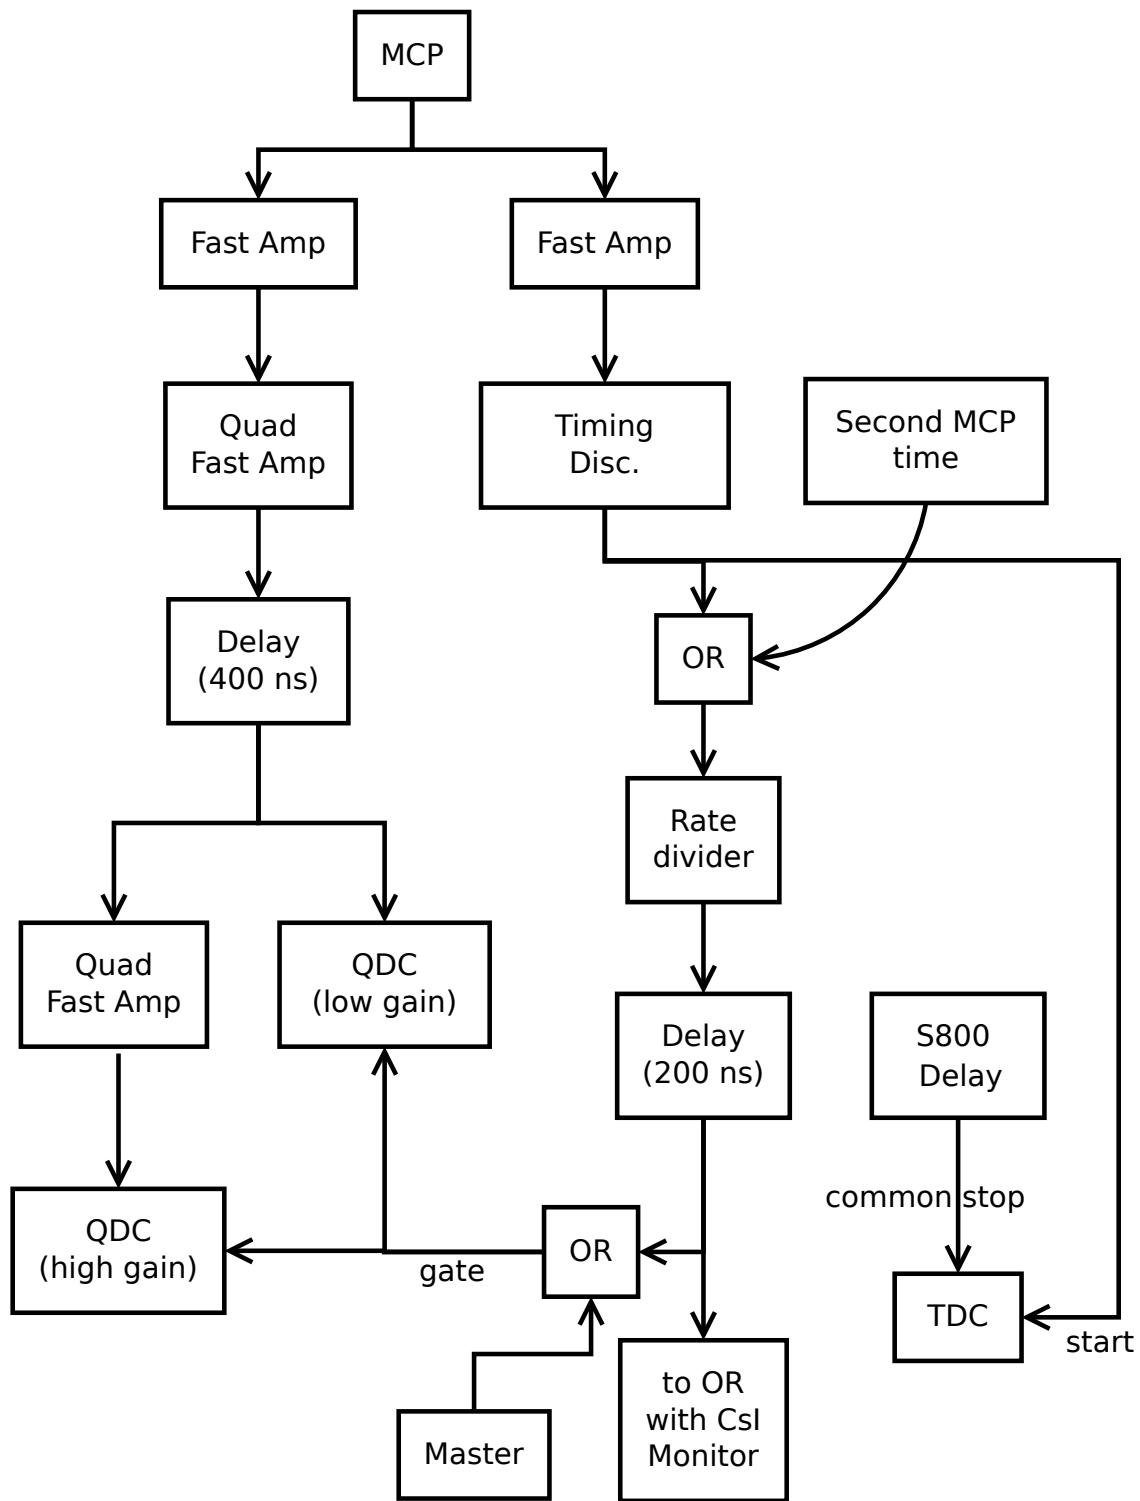 MCP
Fast Amp
Fast Amp
Quad
Fast Amp
Timing
Disc.
Second MCP
time
Delay
(400 ns)
OR
Rate
divider
Quad
Fast Amp
QDC
(low gain)
Delay
(200 ns)
S800
Delay
common stop
QDC
(high gain)
gate
OR
TDC
start
Master
to OR
with CsI
Monitor